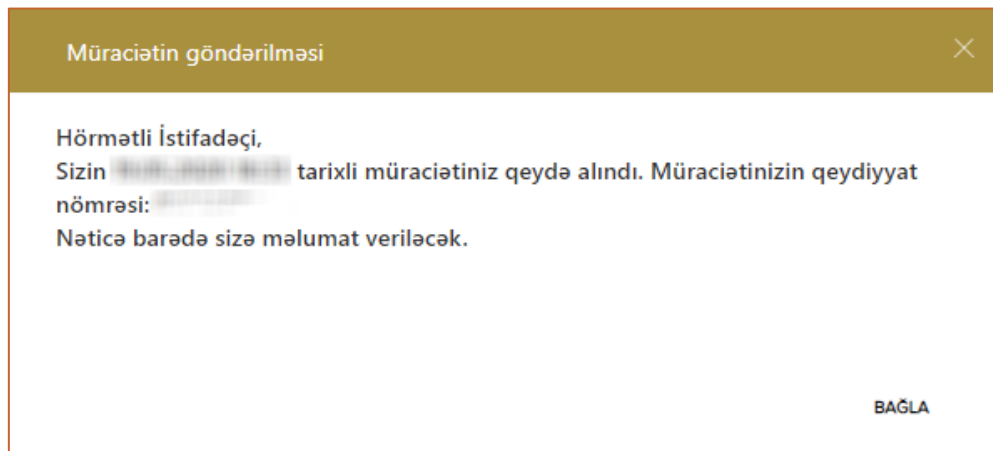 Müraciətin göndərilməsi
Hörmətli İstifadəçi,
Sizin tarixli müraciətiniz qeydə alındı. Müraciətinizin qeydiyyat
nömrəsi:
Nəticə barədə sizə məlumat veriləcək.
BAĞLA